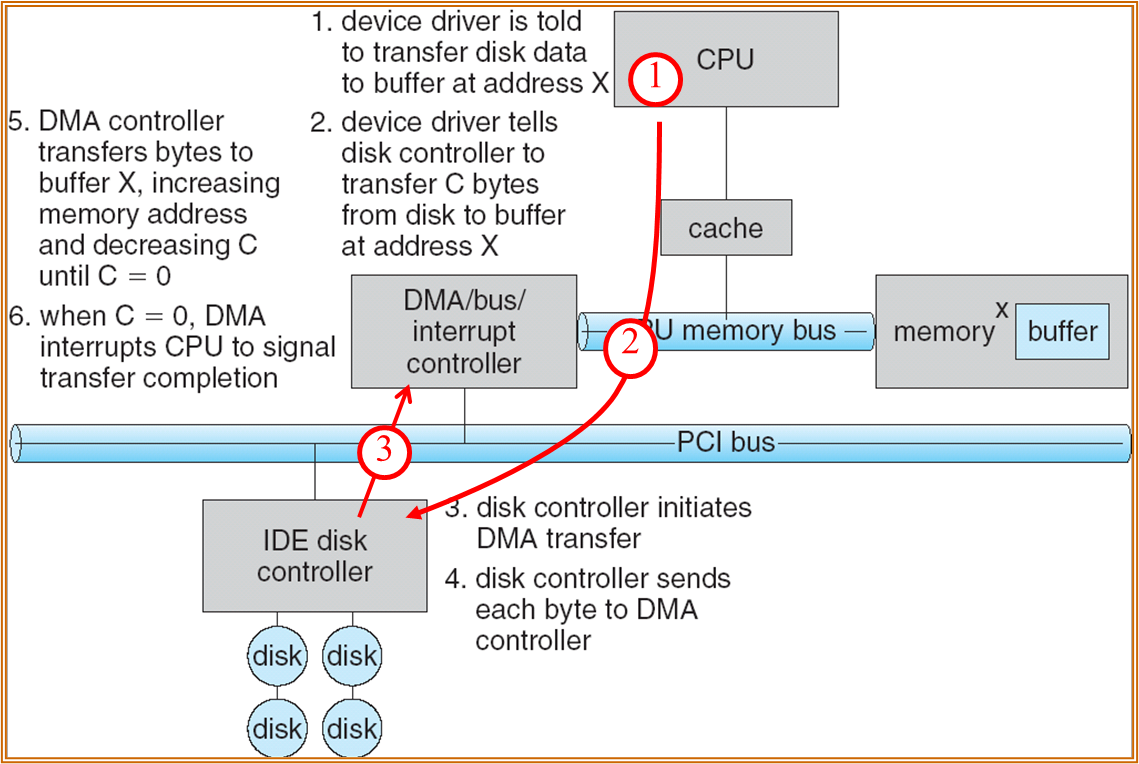 1. device driver is told
to transfer disk data
to buffer at address X
CPU
1
5. DMA controller
transfers bytes to
buffer X, increasing
memory address
and decreasing C
until C = 0
2. device driver tells
disk controller to
transfer C bytes
from disk to buffer
at address X
cache
DMA/bus/
interrupt
controller
2
U memory bus
memory
X
buffer
6. when C = 0, DMA
interrupts CPU to signal
transfer completion
3
PCI bus
IDE disk
controller
3. disk controller initiates
DMA transfer
4. disk controller sends
each byte to DMA
controller
disk
disk
disk
disk